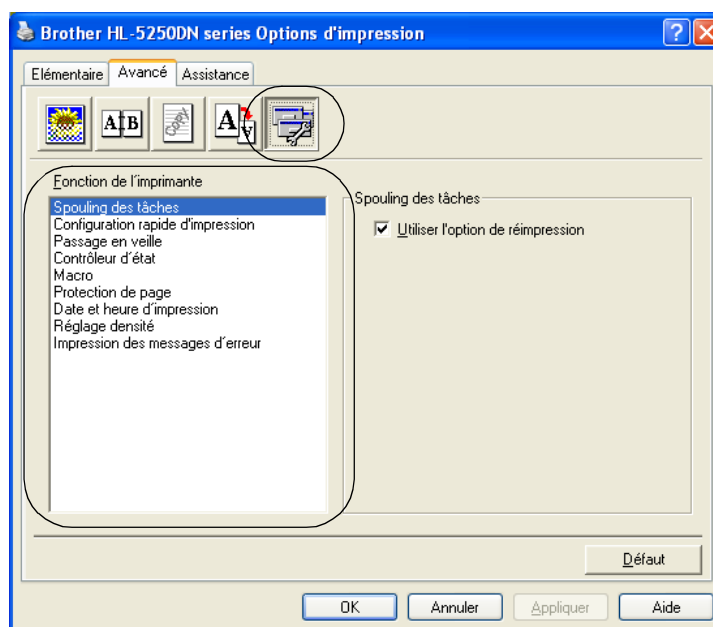 Brother HL-5250DN series Options d'impression
Elémentaire Avancé Assistance
A B copy A A
Fonction de l´imprimante
Spouling des tâches
Configuration rapide d'impression
Passage en veille
Contrôleur d´état
Macro
Protection de page
Date et heure d´impression
Réglage densité
Impression des messages d´erreur
Spouling des tâches
Utiliser l'option de réimpression
Défaut
OK Annuler Appliquer Aide